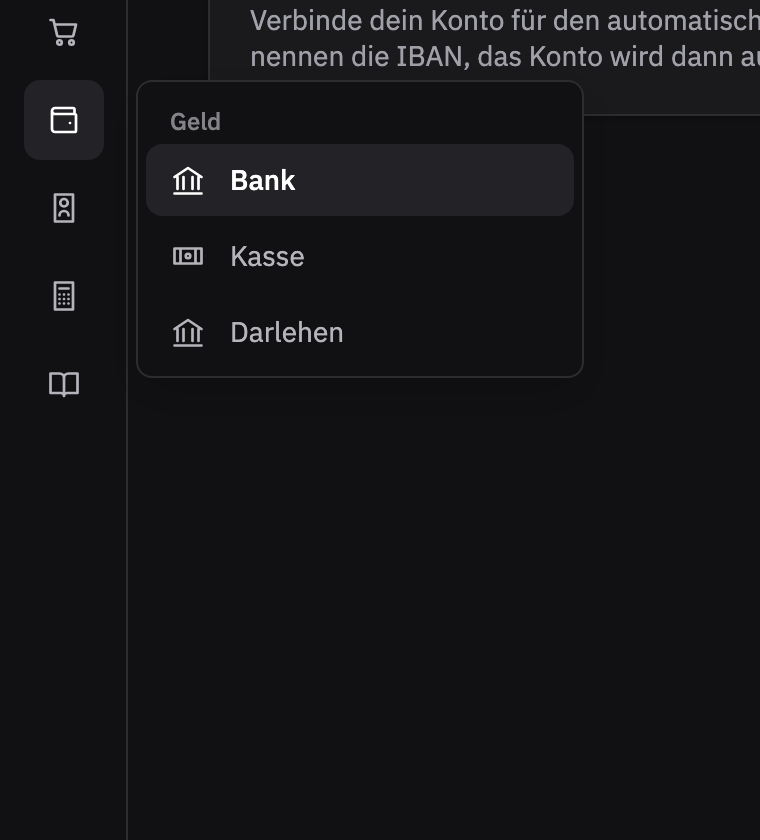 Verbinde dein Konto für den
nennen die IBAN, das Konto wird dann
Geld
Bank
Kasse
Darlehen